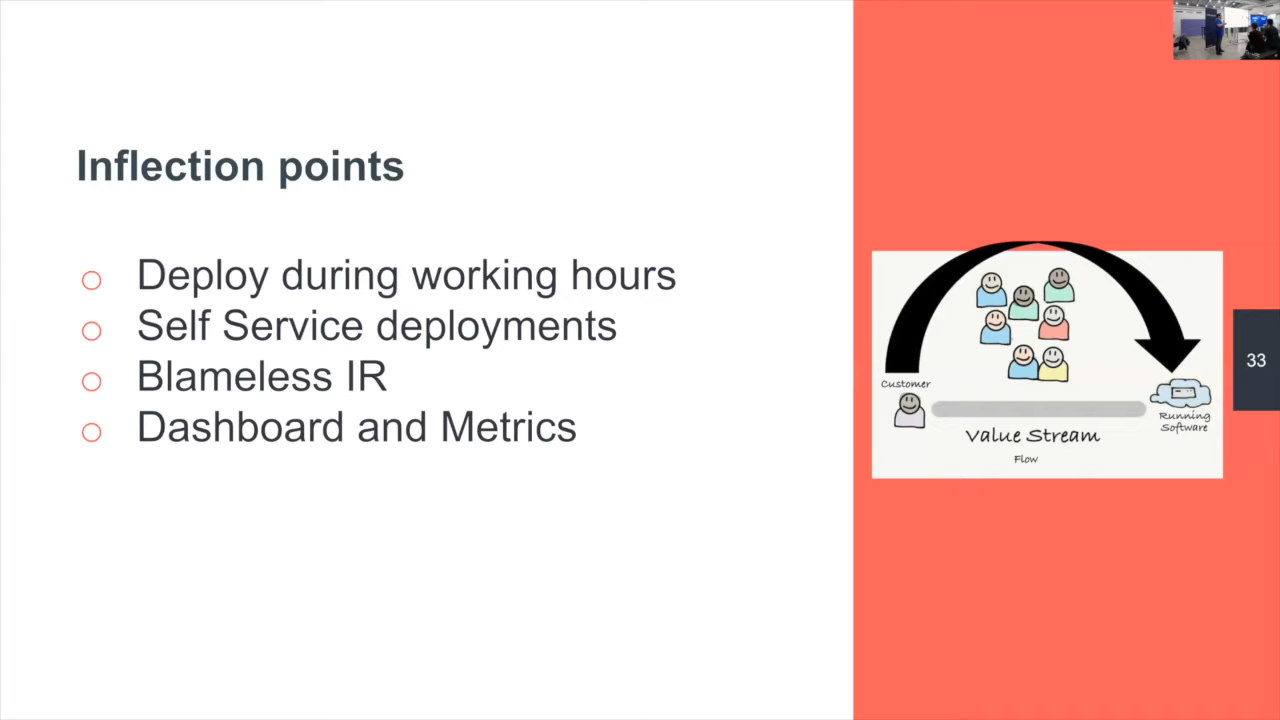 Inflection points
Deploy during working hours
Self Service deployments
Blameless IR
Dashboard and Metrics
Customer
Value Stream
Flow
Running
Software
33